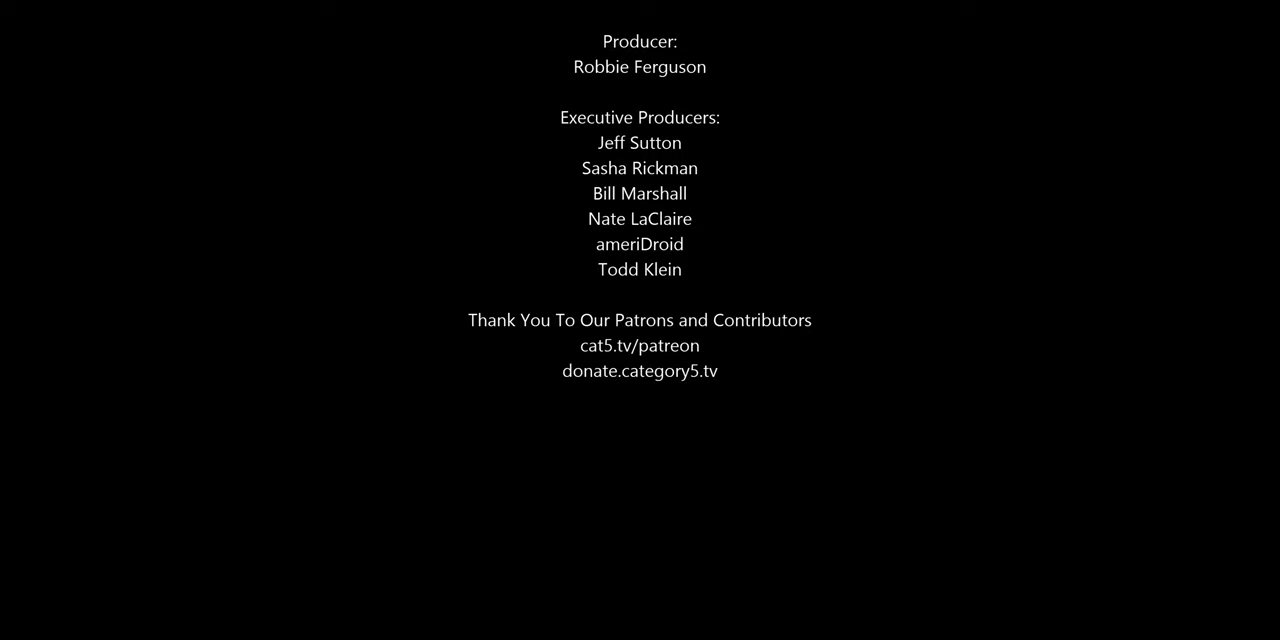 Producer:
Robbie Ferguson
Executive Producers:
Jeff Sutton
Sasha Rickman
Bill Marshall
Nate LaClaire
ameriDroid
Todd Klein
Thank You To Our Patrons and Contributors
cat5.tv/patreon
donate.category5.tv